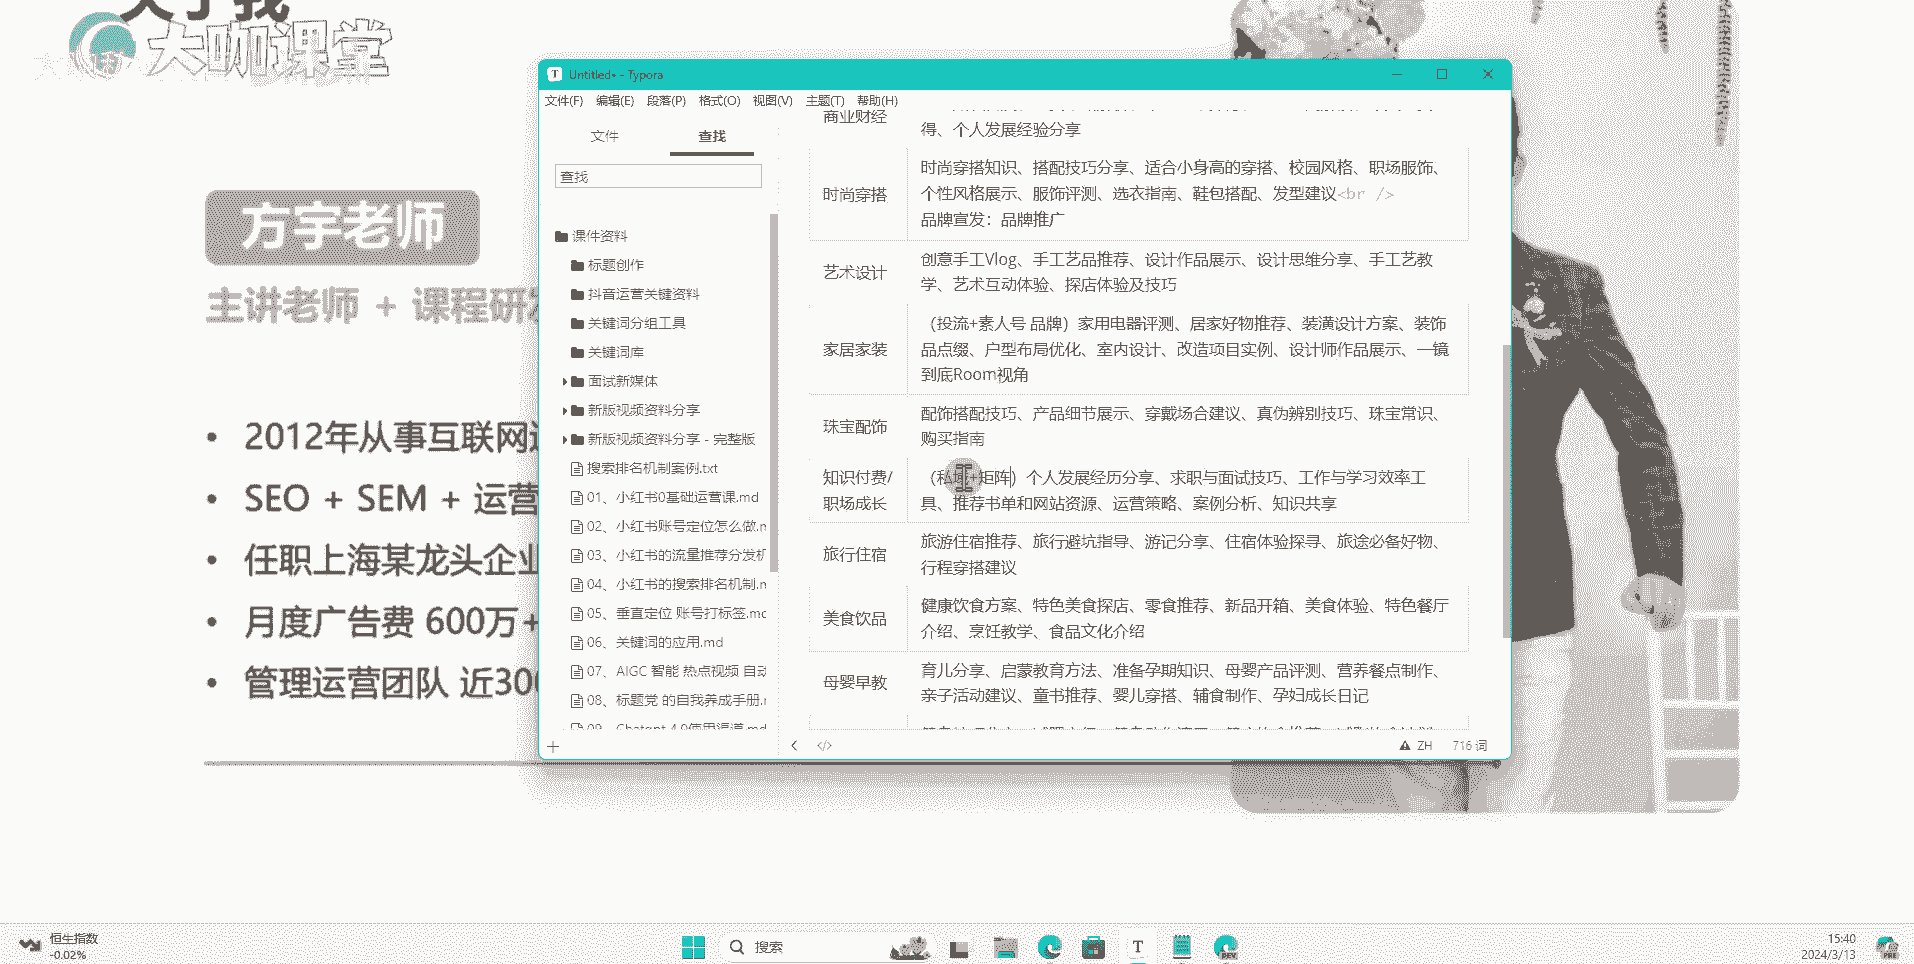 关于我
大咖课堂
方宇老师
主讲老师 + 课程研发
2012年从事互联网运
SEO + SEM + 运营
任职上海某龙头企业
月度广告费 600万+
管理运营团队 近300
Untitled• - Typora
文件(F) 编辑(E) 段落(P) 格式(O) 视图(V) 主题(T) 帮助(H)
文件 查找
查找
课件资料
标题创作
抖音运营关键资料
关键词分组工具
关键词库
面试新媒体
新版视频资料分享
新版视频资料分享 - 完整版
搜索排名机制案例.txt
01、小红书0基础运营课.md
02、小红书账号定位怎么做.m
03、小红书的流量推荐分发机
04、小红书的搜索排名机制.m
05、垂直定位 账号打标签.md
06、关键词的应用.md
07、AIGC 智能 热点视频 自动
08、标题党 的自我养成手册.m
09、Chatgpt 4.0使用渠道.md
商业财经
得、个人发展经验分享
时尚穿搭
时尚穿搭知识、搭配技巧分享、适合小身高的穿搭、校园风格、职场服饰、
个性风格展示、服饰评测、选衣指南、鞋包搭配、发型建议<br />
品牌宣发：品牌推广
艺术设计
创意手工Vlog、手工艺品推荐、设计作品展示、设计思维分享、手工艺教
学、艺术互动体验、探店体验及技巧
家居家装
（投流+素人号 品牌）家用电器评测、居家好物推荐、装潢设计方案、装饰
品点缀、户型布局优化、室内设计、改造项目实例、设计师作品展示、一镜
到底Room视角
珠宝配饰
配饰搭配技巧、产品细节展示、穿戴场合建议、真伪辨别技巧、珠宝常识、
购买指南
知识付费/
职场成长
（私域+矩阵）个人发展经历分享、求职与面试技巧、工作与学习效率工
具、推荐书单和网站资源、运营策略、案例分析、知识共享
旅行住宿
旅游住宿推荐、旅行避坑指导、游记分享、住宿体验探寻、旅途必备好物、
行程穿搭建议
美食饮品
健康饮食方案、特色美食探店、零食推荐、新品开箱、美食体验、特色餐厅
介绍、烹饪教学、食品文化介绍
母婴早教
育儿分享、启蒙教育方法、准备孕期知识、母婴产品评测、营养餐点制作、
亲子活动建议、童书推荐、婴儿穿搭、辅食制作、孕妇成长日记
ZH 716 词
恒生指数
-0.02%
搜索
T
DEV
15:40
2024/3/13
PRE